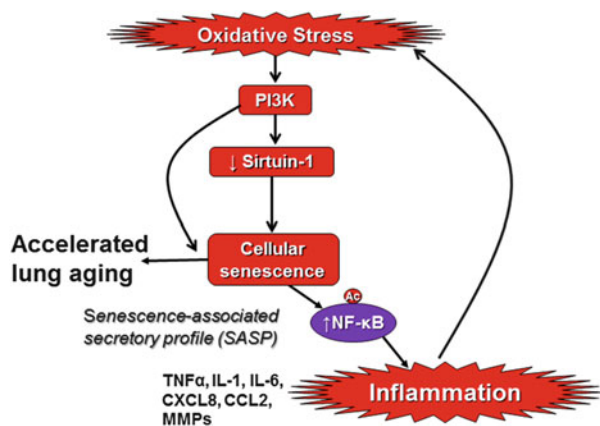 Oxidative Stress
PI3K
↓ Sirtuin-1
Cellular
senescence
Accelerated
lung aging
Ac
↑NF-κB
Senescence-associated
secretory profile (SASP)
TNFα, IL-1, IL-6,
CXCL8, CCL2,
MMPs
Inflammation